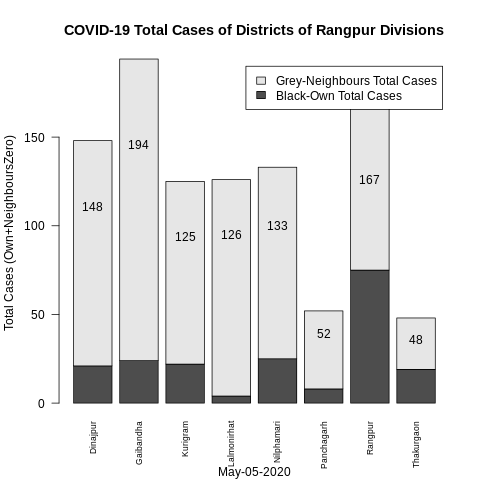 COVID-19 Total Cases of Districts of Rangpur Divisions
Grey-Neighbours Total Cases
Black-Own Total Cases
Total Cases (Own+NeighboursZero)
150
100
50
0
148
194
125
126
133
52
167
48
Dinajpur
Gaibandha
Kurigram
Lalmonirhat
Nilphamari
Panchagarh
Rangpur
Thakurgaon
May-05-2020